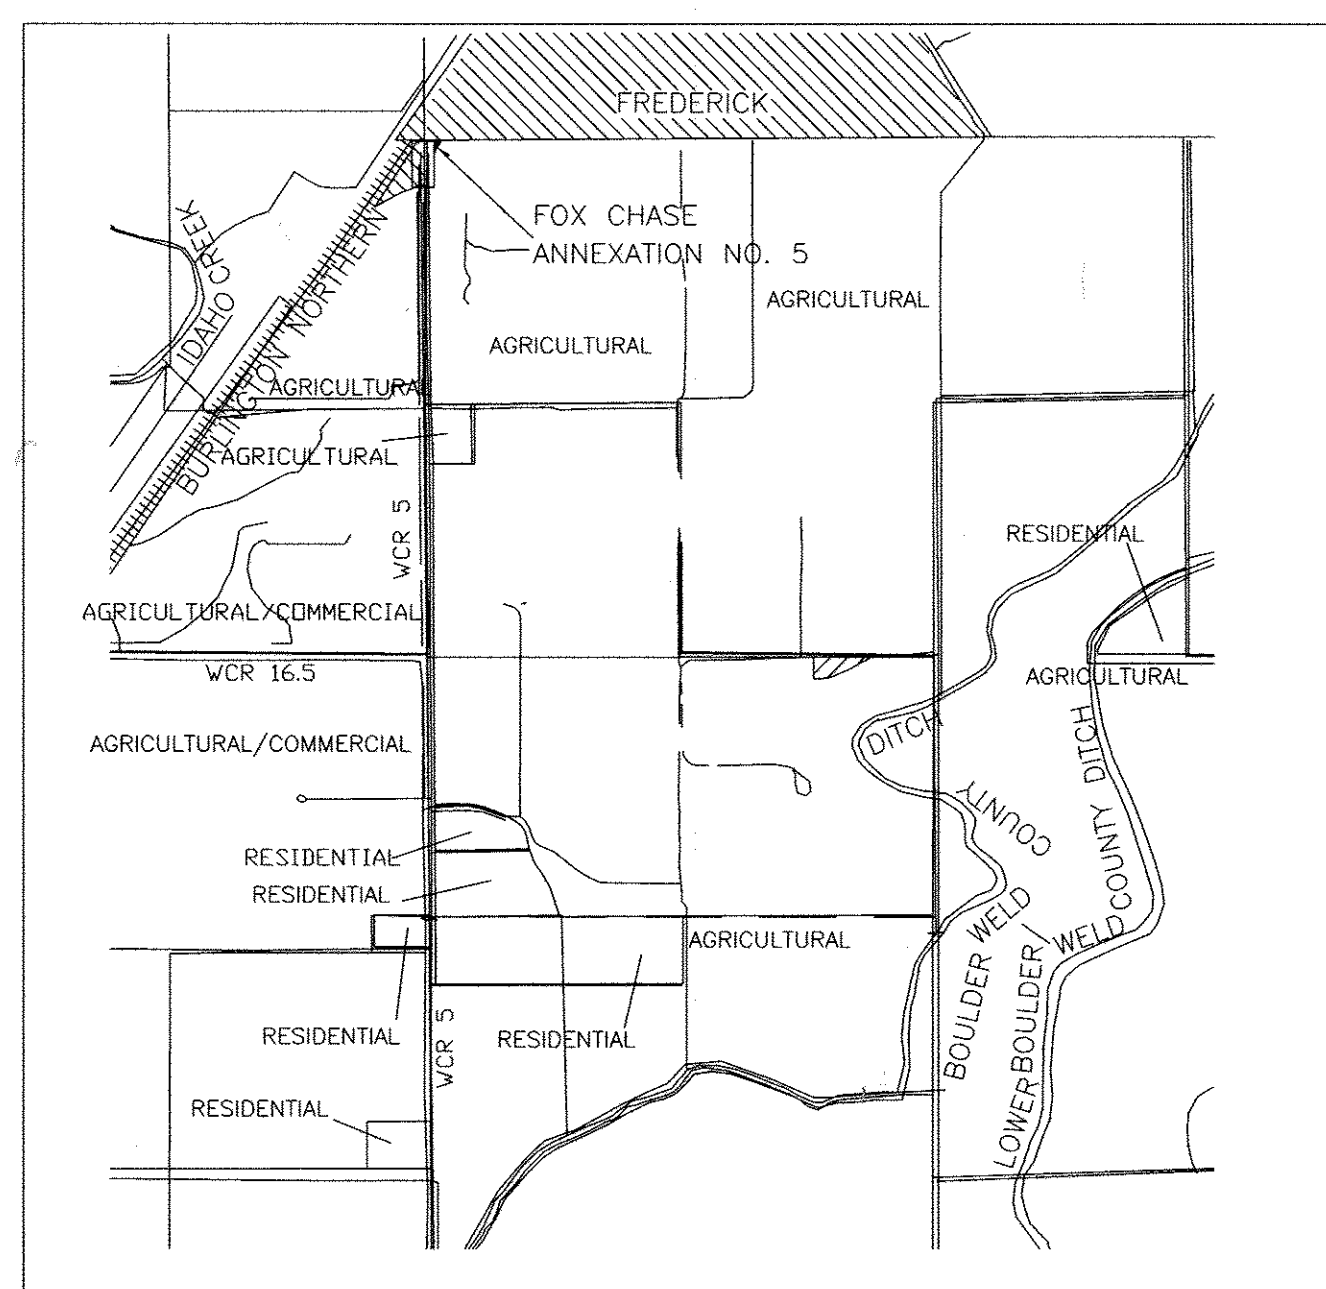 FREDERICK
FOX CHASE
ANNEXATION NO. 5
IDAHO CREEK
BURLINGTON NORTHERN
AGRICULTURAL
AGRICULTURAL
AGRICULTURAL
AGRICULTURAL
WCR 5
RESIDENTIAL
AGRICULTURAL/COMMERCIAL
WCR 16.5
AGRICULTURAL
DITCH
COUNTY DITCH
AGRICULTURAL/COMMERCIAL
COUNTY
RESIDENTIAL
RESIDENTIAL
WELD
WELD
AGRICULTURAL
BOULDER
LOWER BOULDER
RESIDENTIAL
WCR 5
RESIDENTIAL
RESIDENTIAL